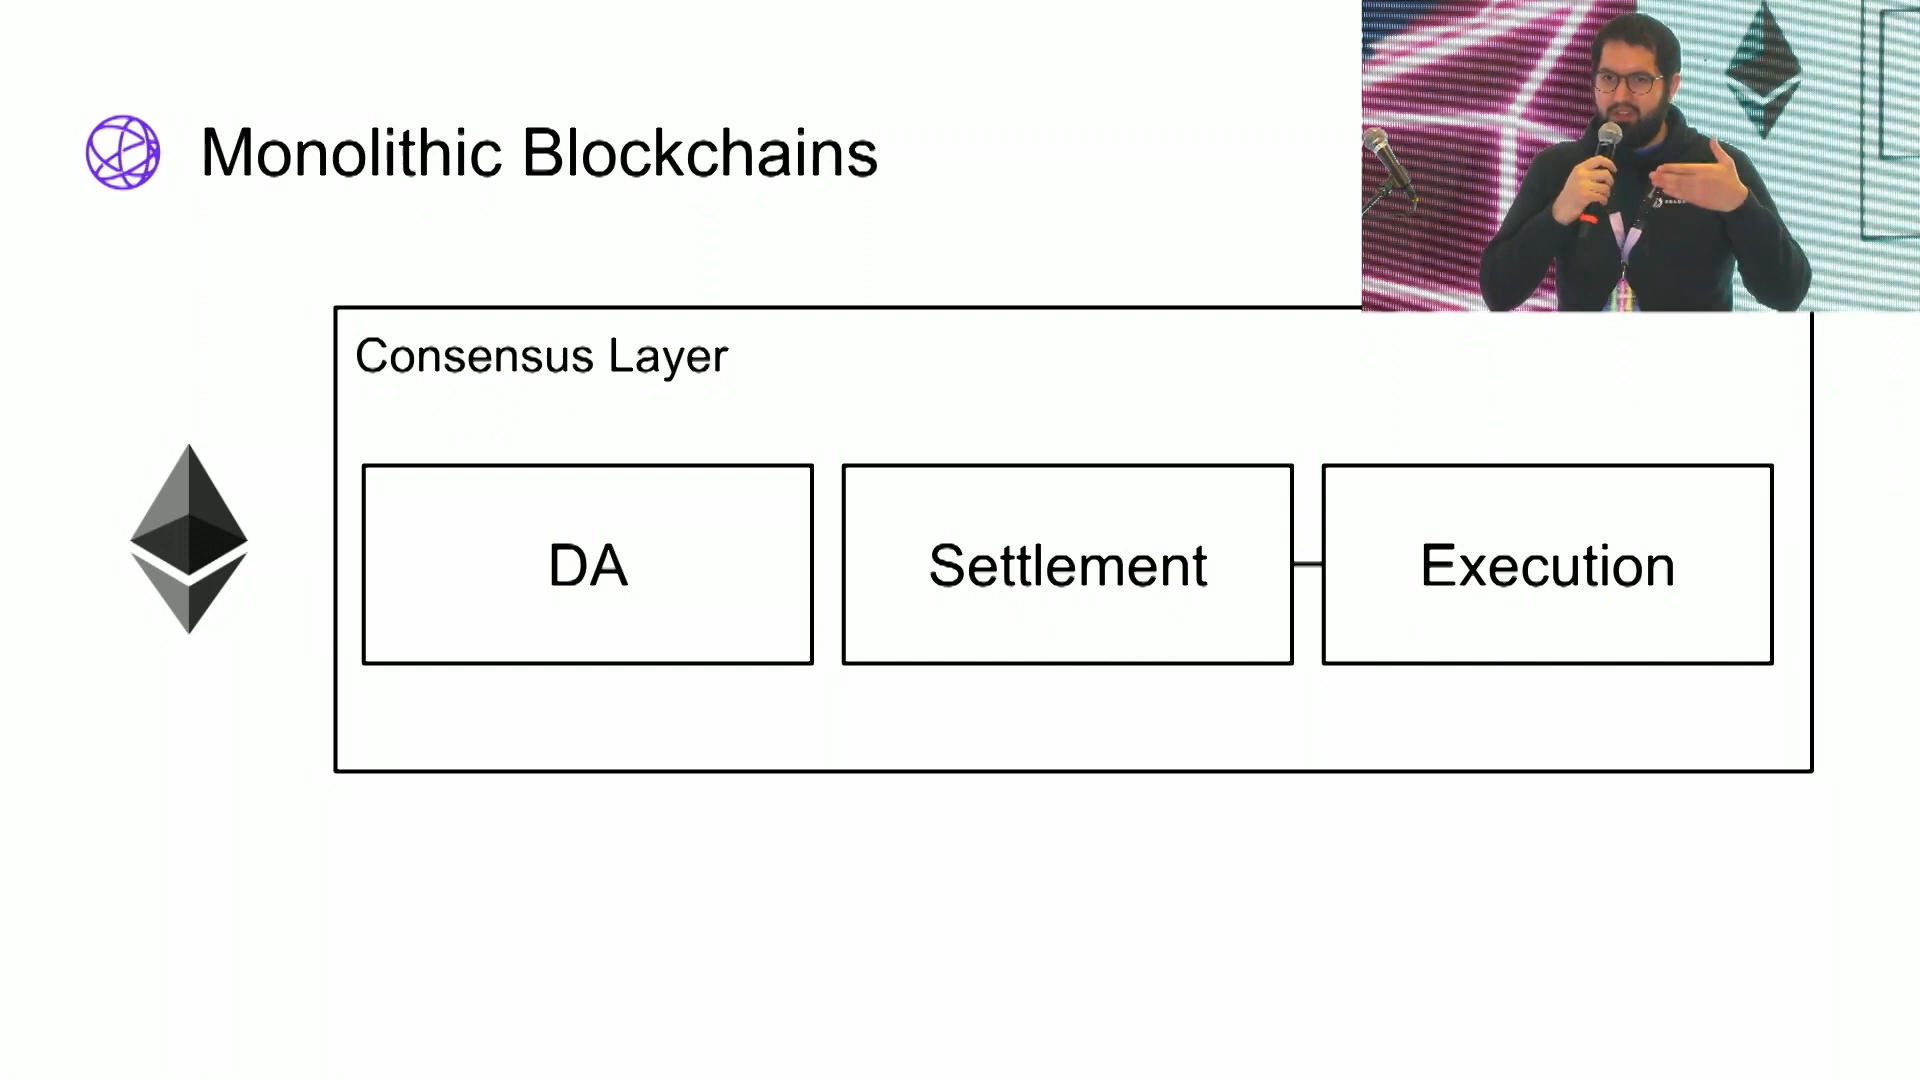 Monolithic Blockchains
Consensus Layer
DA
Settlement
Execution